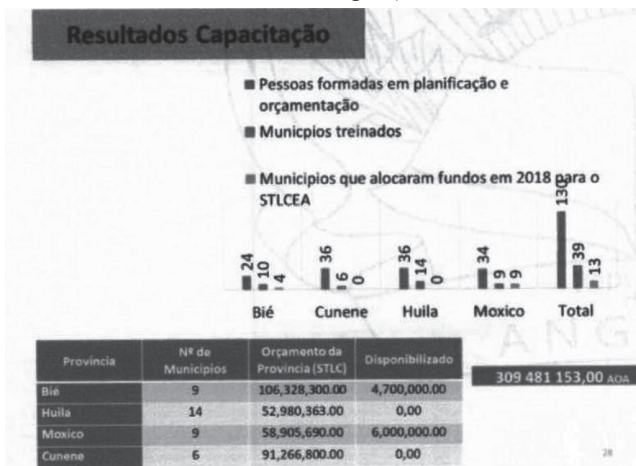 Resultados Capacitação
Pessoas formadas em planificação e
orçamentação
Municpios treinados
Municipios que alocaram fundos em 2018 para o
STLCEA
24 10 4 36 6 0 36 14 0 34 9 9 130 39 13
Bié Cunene Huila Moxico Total
Provincia Nº de Municipios Orçamento da Provincia (STLC) Disponibilizado
309 481 153,00 AOA
Bié 9 106,328,300.00 4,700,000.00
Huila 14 52,980,363.00 0,00
Moxico 9 58,905,690.00 6,000,000.00
Cunene 6 91,266,800.00 0,00
28